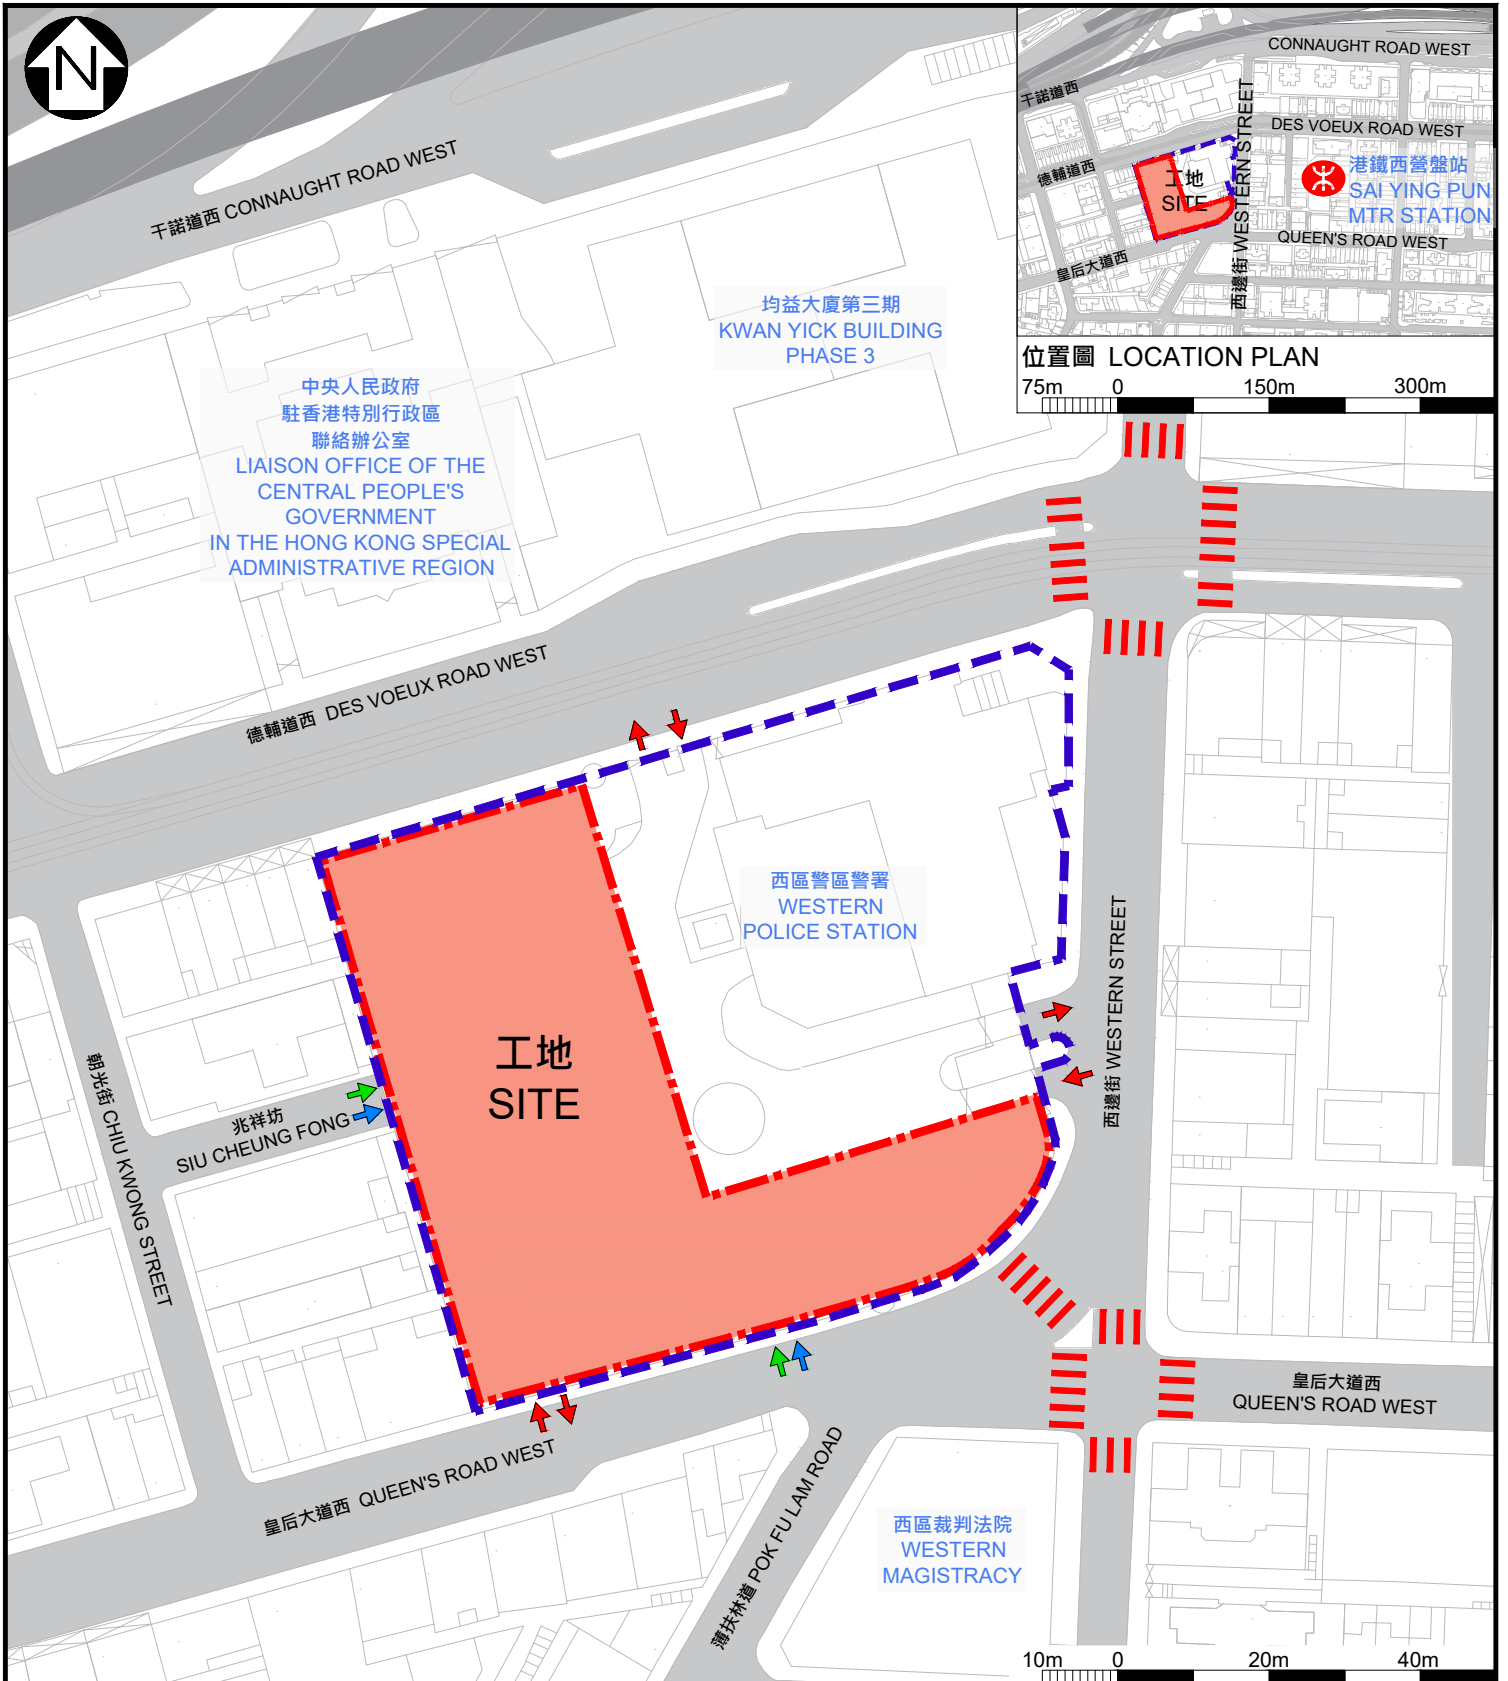 N
CONNAUGHT ROAD WEST
干諾道西
DES VOEUX ROAD WEST
德輔道西
工地
SITE
西邊街 WESTERN STREET
港鐵西營盤站
SAI YING PUN
MTR STATION
QUEEN'S ROAD WEST
皇后大道西
位置圖 LOCATION PLAN
75m 0 150m 300m
干諾道西 CONNAUGHT ROAD WEST
均益大廈第三期
KWAN YICK BUILDING
PHASE 3
中央人民政府
駐香港特別行政區
聯絡辦公室
LIAISON OFFICE OF THE
CENTRAL PEOPLE'S
GOVERNMENT
IN THE HONG KONG SPECIAL
ADMINISTRATIVE REGION
德輔道西 DES VOEUX ROAD WEST
西區警區警署
WESTERN
POLICE STATION
西邊街 WESTERN STREET
工地
SITE
朝光街 CHIU KWONG STREET
兆祥坊
SIU CHEUNG FONG
皇后大道西
QUEEN'S ROAD WEST
皇后大道西 QUEEN'S ROAD WEST
薄扶林道 POK FU LAM ROAD
西區裁判法院
WESTERN
MAGISTRACY
10m 0 20m 40m